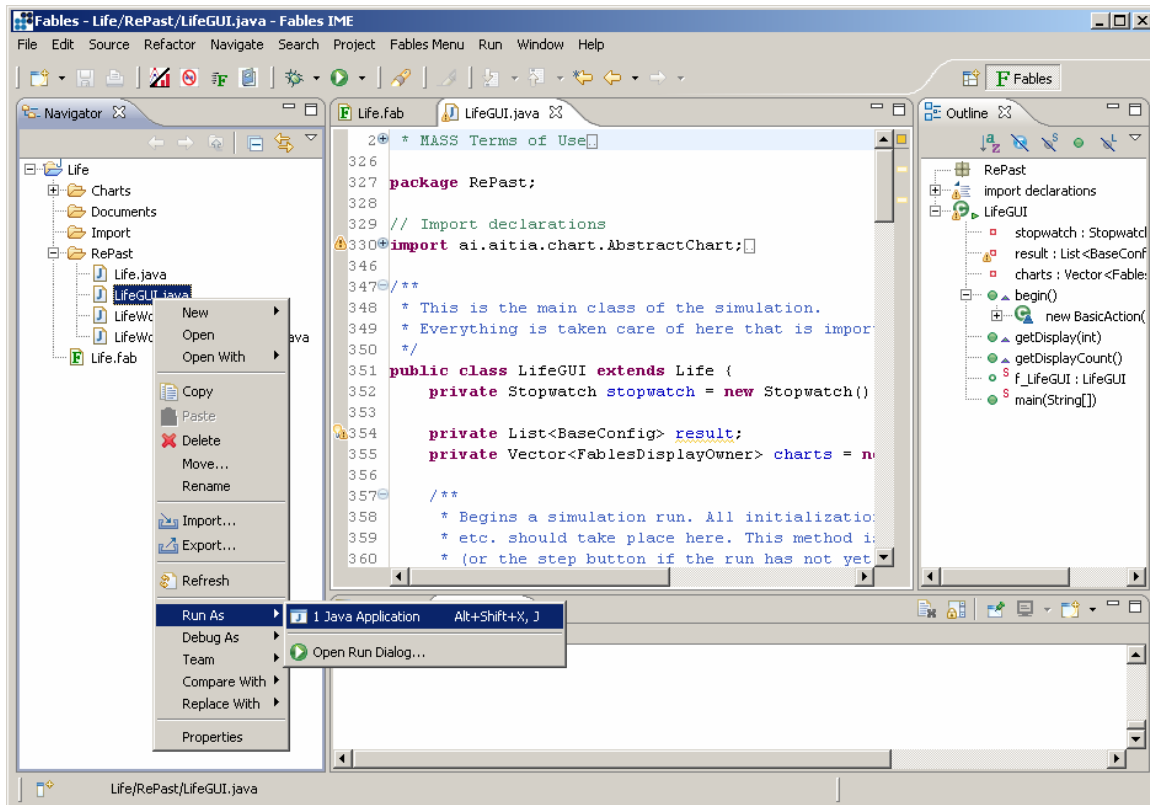 Fables - Life/RePast/LifeGUI.java - Fables IME
File Edit Source Refactor Navigate Search Project Fables Menu Run Window Help
Fables
Navigator
Life
Charts
Documents
Import
RePast
Life.java
LifeGUI.java
LifeWo
LifeWo
ava
Life.fab
New
Open
Open With
Copy
Paste
Delete
Move...
Rename
Import...
Export...
Refresh
Run As
Debug As
Team
Compare With
Replace With
Properties
1 Java Application Alt+Shift+X, J
Open Run Dialog...
Life.fab LifeGUI.java
2 * MASS Terms of Use
326
327 package RePast;
328
329 // Import declarations
330 import ai.aitia.chart.AbstractChart;
346
347 /**
348 * This is the main class of the simulation.
349 * Everything is taken care of here that is impor
350 */
351 public class LifeGUI extends Life {
352 private Stopwatch stopwatch = new Stopwatch()
353
354 private List<BaseConfig> result;
355 private Vector<FablesDisplayOwner> charts = ne
356
357 /**
358 * Begins a simulation run. All initializatio
359 * etc. should take place here. This method i
360 * (or the step button if the run has not yet
Outline
RePast
import declarations
LifeGUI
stopwatch : Stopwatch
result : List<BaseConf
charts : Vector<Fable
begin()
new BasicAction(
getDisplay(int)
getDisplayCount()
f_LifeGUI : LifeGUI
main(String[])
Life/RePast/LifeGUI.java